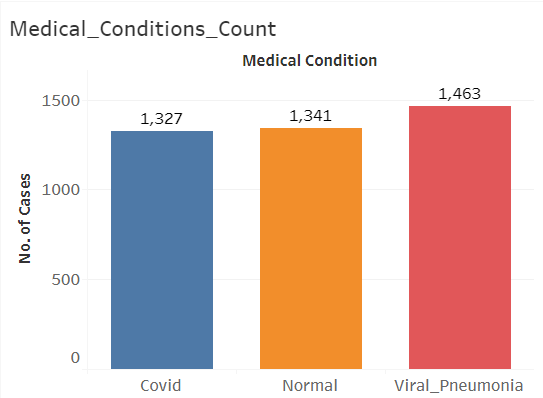 Medical_Conditions_Count
Medical Condition
1,463
1,327
1,341
1500
1000
500
0
No. of Cases
Covid
Normal
Viral_Pneumonia